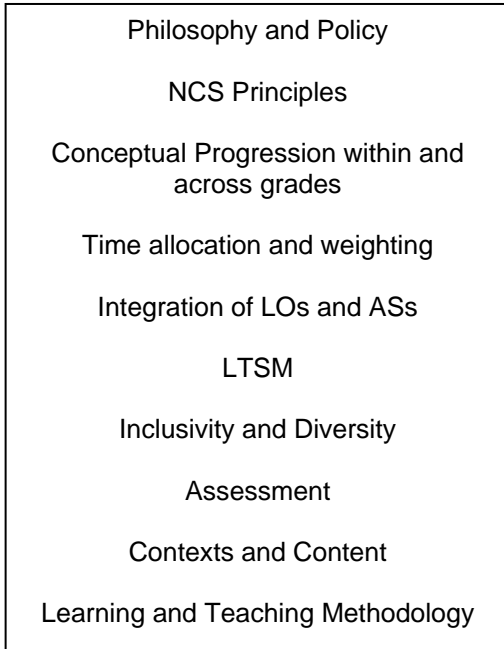 Philosophy and Policy
NCS Principles
Conceptual Progression within and
across grades
Time allocation and weighting
Integration of LOs and ASs
LTSM
Inclusivity and Diversity
Assessment
Contexts and Content
Learning and Teaching Methodology